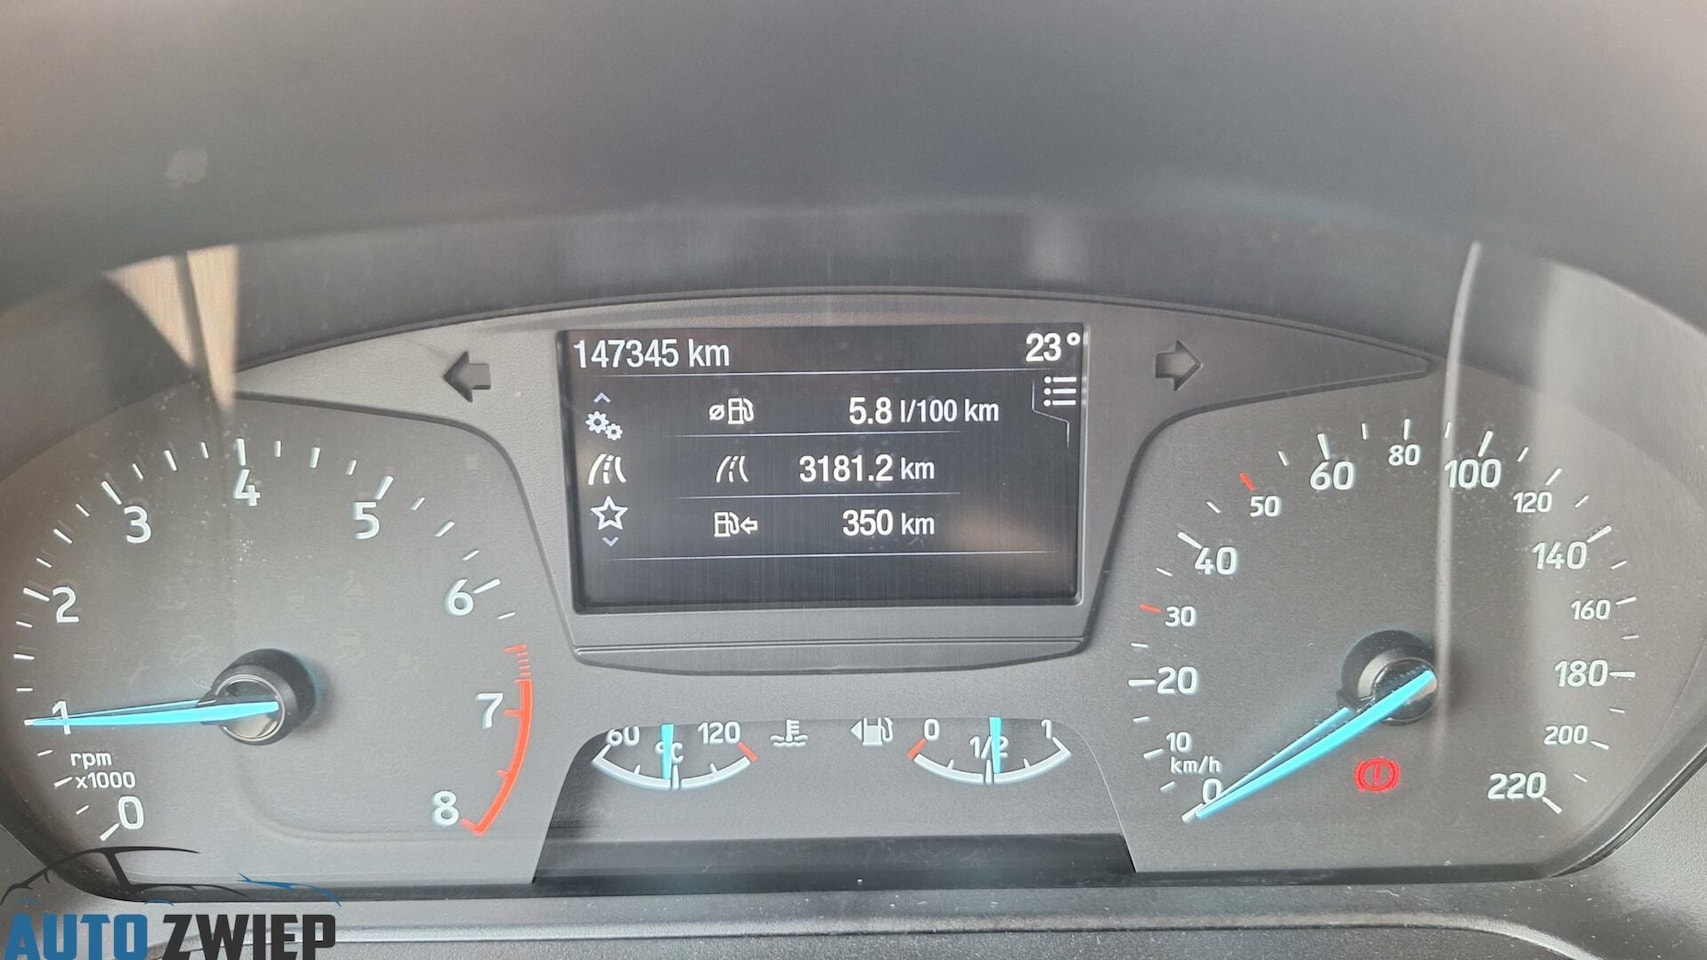 147345 km 23°
5.8 l/100 km
3181.2 km
350 km
0 1 2 3 4 5 6 7 8
rpm
x1000
60 °C 120
0 1/2 1
0 10 20 30 40 50 60 80 100 120 140 160 180 200 220
km/h
AUTO ZWIEP